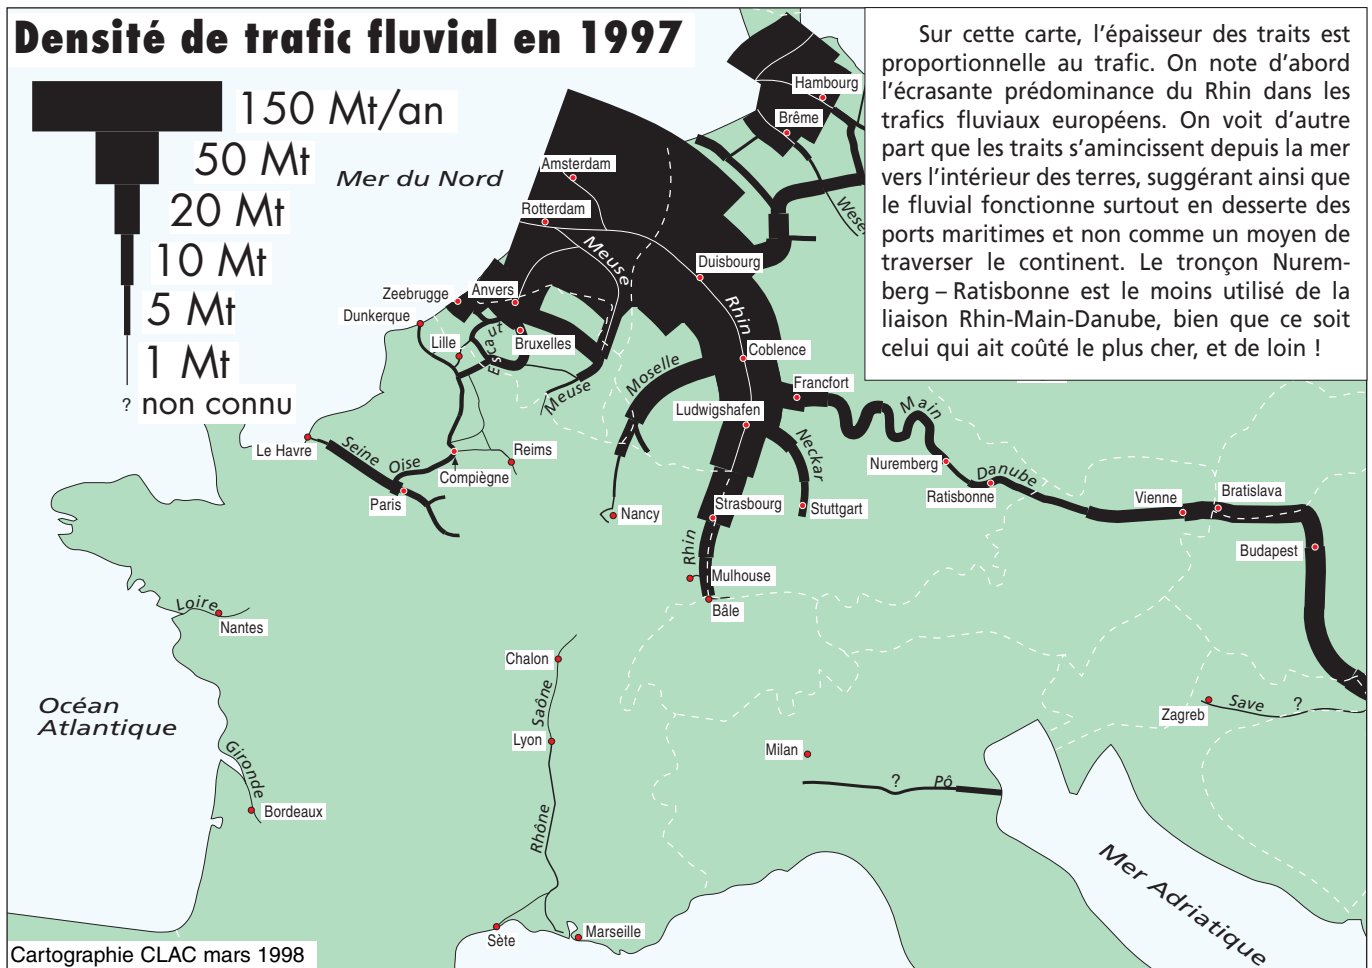 Densité de trafic fluvial en 1997
150 Mt/an
50 Mt
20 Mt
10 Mt
5 Mt
1 Mt
? non connu
Sur cette carte, l'épaisseur des traits est
proportionnelle au trafic. On note d'abord
l'écrasante prédominance du Rhin dans les
trafics fluviaux européens. On voit d'autre
part que les traits s'amincissent depuis la mer
vers l'intérieur des terres, suggérant ainsi que
le fluvial fonctionne surtout en desserte des
ports maritimes et non comme un moyen de
traverser le continent. Le tronçon Nurem-
berg – Ratisbonne est le moins utilisé de la
liaison Rhin-Main-Danube, bien que ce soit
celui qui ait coûté le plus cher, et de loin !
Hambourg
Brême
Weser
Mer du Nord
Amsterdam
Rotterdam
Meuse
Duisbourg
Rhin
Zeebrugge
Anvers
Dunkerque
Escaut
Lille
Bruxelles
Meuse
Moselle
Coblence
Francfort
Main
Ludwigshafen
Neckar
Le Havre
Seine
Oise
Reims
Compiègne
Paris
Nancy
Nuremberg
Danube
Ratisbonne
Strasbourg
Stuttgart
Vienne
Bratislava
Budapest
Rhin
Mulhouse
Bâle
Loire
Nantes
Chalon
Saône
Lyon
Rhône
Océan
Atlantique
Gironde
Bordeaux
Milan
? Pô
Zagreb
Save ?
Mer Adriatique
Sète
Marseille
Cartographie CLAC mars 1998